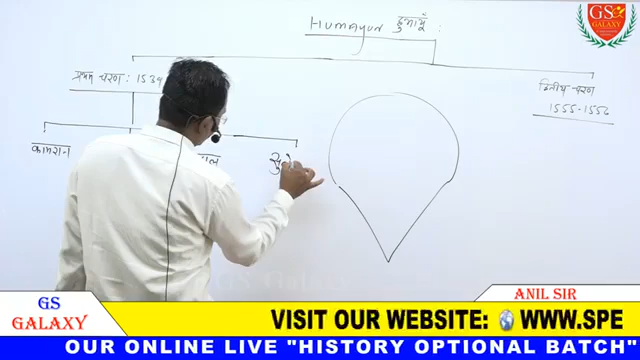 HUMAYUN हुमायूँ :
प्रथम चरण : 1539
द्वितीय चरण
1555-1556
कामरान
GS
GALAXY
GS
GALAXY
ANIL SIR
VISIT OUR WEBSITE: WWW.SPE
OUR ONLINE LIVE "HISTORY OPTIONAL BATCH"